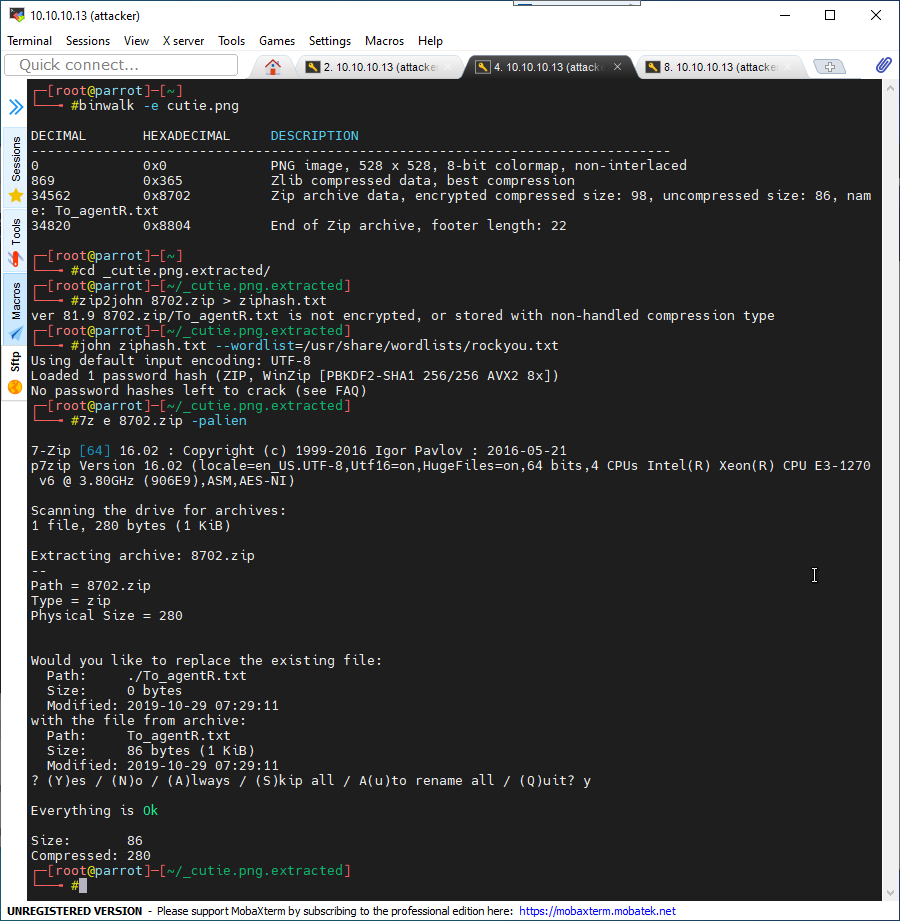 10.10.10.13 (attacker)
Terminal Sessions View X server Tools Games Settings Macros Help
Quick connect...
2. 10.10.10.13 (attacke
4. 10.10.10.13 (attack
8. 10.10.10.13 (attacke
Sessions
Tools
Macros
Sftp
┌─[root@parrot]─[~]
└──╼ #binwalk -e cutie.png
DECIMAL       HEXADECIMAL     DESCRIPTION
--------------------------------------------------------------------------------
0             0x0             PNG image, 528 x 528, 8-bit colormap, non-interlaced
869           0x365           Zlib compressed data, best compression
34562         0x8702          Zip archive data, encrypted compressed size: 98, uncompressed size: 86, nam
e: To_agentR.txt
34820         0x8804          End of Zip archive, footer length: 22
┌─[root@parrot]─[~]
└──╼ #cd _cutie.png.extracted/
┌─[root@parrot]─[~/_cutie.png.extracted]
└──╼ #zip2john 8702.zip > ziphash.txt
ver 81.9 8702.zip/To_agentR.txt is not encrypted, or stored with non-handled compression type
┌─[root@parrot]─[~/_cutie.png.extracted]
└──╼ #john ziphash.txt --wordlist=/usr/share/wordlists/rockyou.txt
Using default input encoding: UTF-8
Loaded 1 password hash (ZIP, WinZip [PBKDF2-SHA1 256/256 AVX2 8x])
No password hashes left to crack (see FAQ)
┌─[root@parrot]─[~/_cutie.png.extracted]
└──╼ #7z e 8702.zip -palien
7-Zip [64] 16.02 : Copyright (c) 1999-2016 Igor Pavlov : 2016-05-21
p7zip Version 16.02 (locale=en_US.UTF-8,Utf16=on,HugeFiles=on,64 bits,4 CPUs Intel(R) Xeon(R) CPU E3-1270
v6 @ 3.80GHz (906E9),ASM,AES-NI)
Scanning the drive for archives:
1 file, 280 bytes (1 KiB)
Extracting archive: 8702.zip
--
Path = 8702.zip
Type = zip
Physical Size = 280
Would you like to replace the existing file:
  Path:     ./To_agentR.txt
  Size:     0 bytes
  Modified: 2019-10-29 07:29:11
with the file from archive:
  Path:     To_agentR.txt
  Size:     86 bytes (1 KiB)
  Modified: 2019-10-29 07:29:11
? (Y)es / (N)o / (A)lways / (S)kip all / A(u)to rename all / (Q)uit? y
Everything is Ok
Size:       86
Compressed: 280
┌─[root@parrot]─[~/_cutie.png.extracted]
└──╼ #
UNREGISTERED VERSION - Please support MobaXterm by subscribing to the professional edition here: https://mobaxterm.mobatek.net